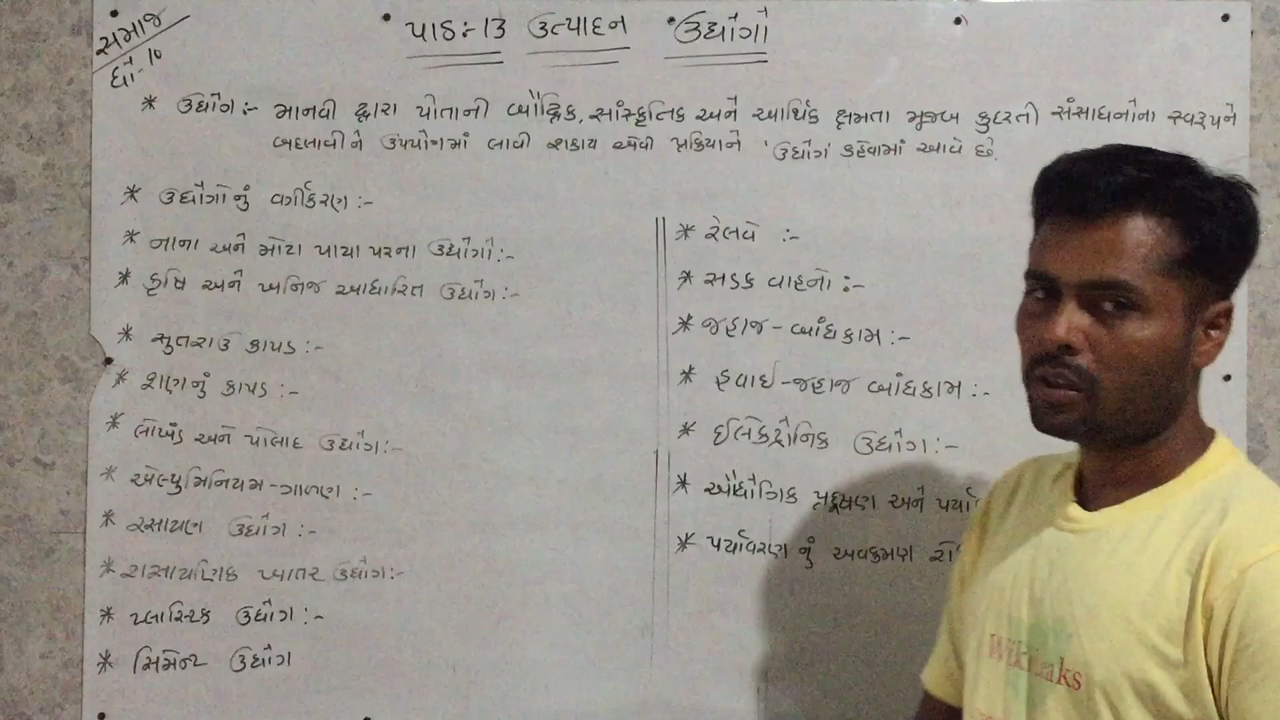 સમાજ
ધો-૧૦
પાઠ:-13 ઉત્પાદન ઉદ્યોગો
* ઉદ્યોગ:- માનવી દ્વારા પોતાની બૌદ્ધિક, સાંસ્કૃતિક અને આર્થિક ક્ષમતા મૂજબ કુદરતી સંસાધનોના સ્વરૂપને
બદલાવીને ઉપયોગમાં લાવી શકાય એવી પ્રક્રિયાને 'ઉદ્યોગ' કહેવામાં આવે છે.
* ઉદ્યોગોનું વર્ગીકરણ:-
* નાના અને મોટા પાયા પરના ઉદ્યોગો:-
* કૃષિ અને ખનિજ આધારિત ઉદ્યોગ:-
* સુતરાઉ કાપડ:-
* શણનું કાપડ:-
* લોખંડ અને પોલાદ ઉદ્યોગ:-
* એલ્યુમિનિયમ-ગાળણ :-
* રસાયણ ઉદ્યોગ:-
* રાસાયણિક ખાતર ઉદ્યોગ:-
* પ્લાસ્ટિક ઉદ્યોગ:-
* સિમેન્ટ ઉદ્યોગ
* રેલવે :-
* સડક વાહનો:-
* જહાજ-બાંધકામ:-
* હવાઈ-જહાજ બાંધકામ:-
* ઈલેક્ટ્રૉનિક ઉદ્યોગ:-
* ઔદ્યોગિક પ્રદૂષણ અને
* પર્યાવરણનું અવક્રમણ
WikiLeaks